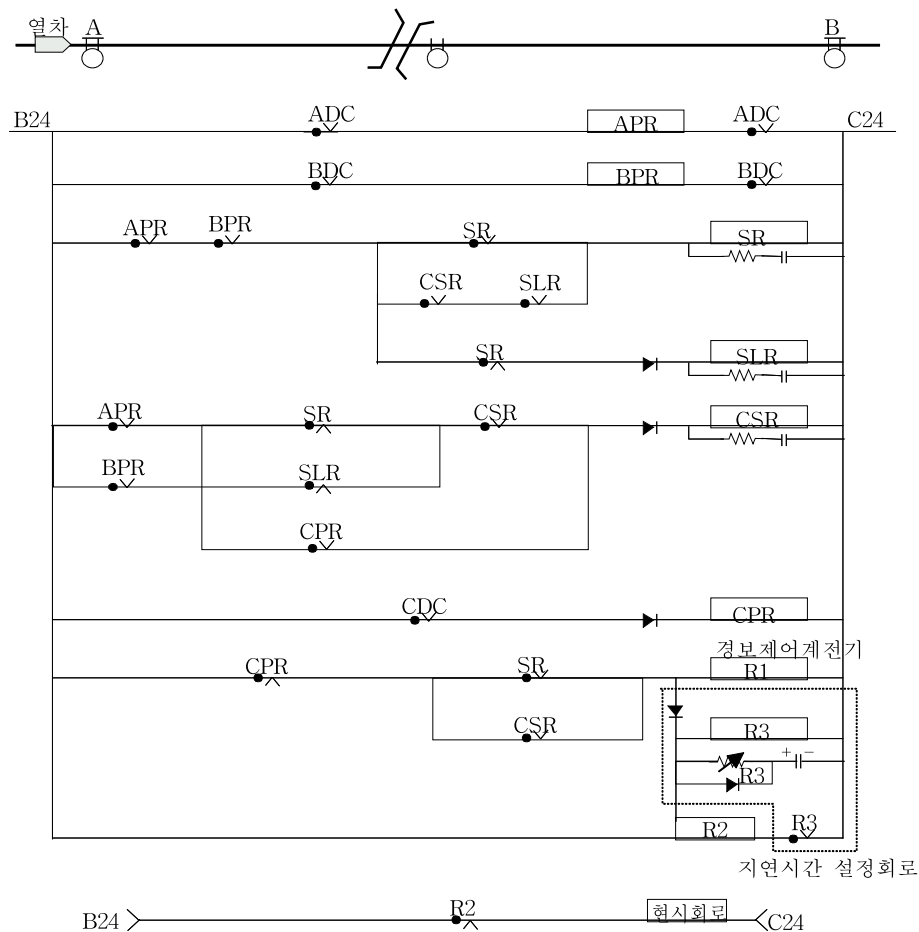 열차 A B
B24 ADC APR ADC C24
BDC BPR BDC
APR BPR SR SR
CSR SLR
SR SLR
APR SR CSR CSR
BPR SLR
CPR
CDC CPR
경보제어계전기
CPR SR R1
CSR R3
+ −
R3
R2 R3
지연시간 설정회로
B24 R2 현시회로 C24